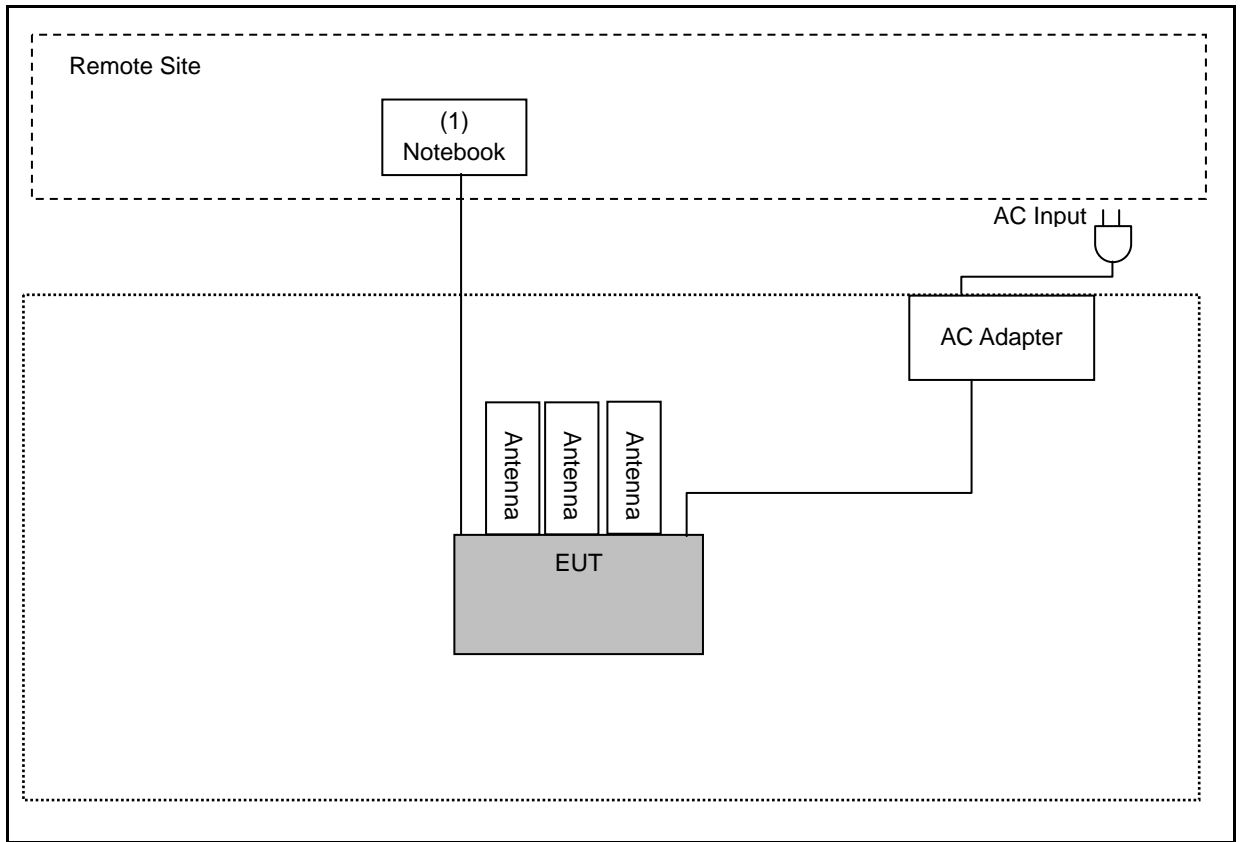 Remote Site
(1)
Notebook
AC Input
AC Adapter
Antenna
Antenna
Antenna
EUT